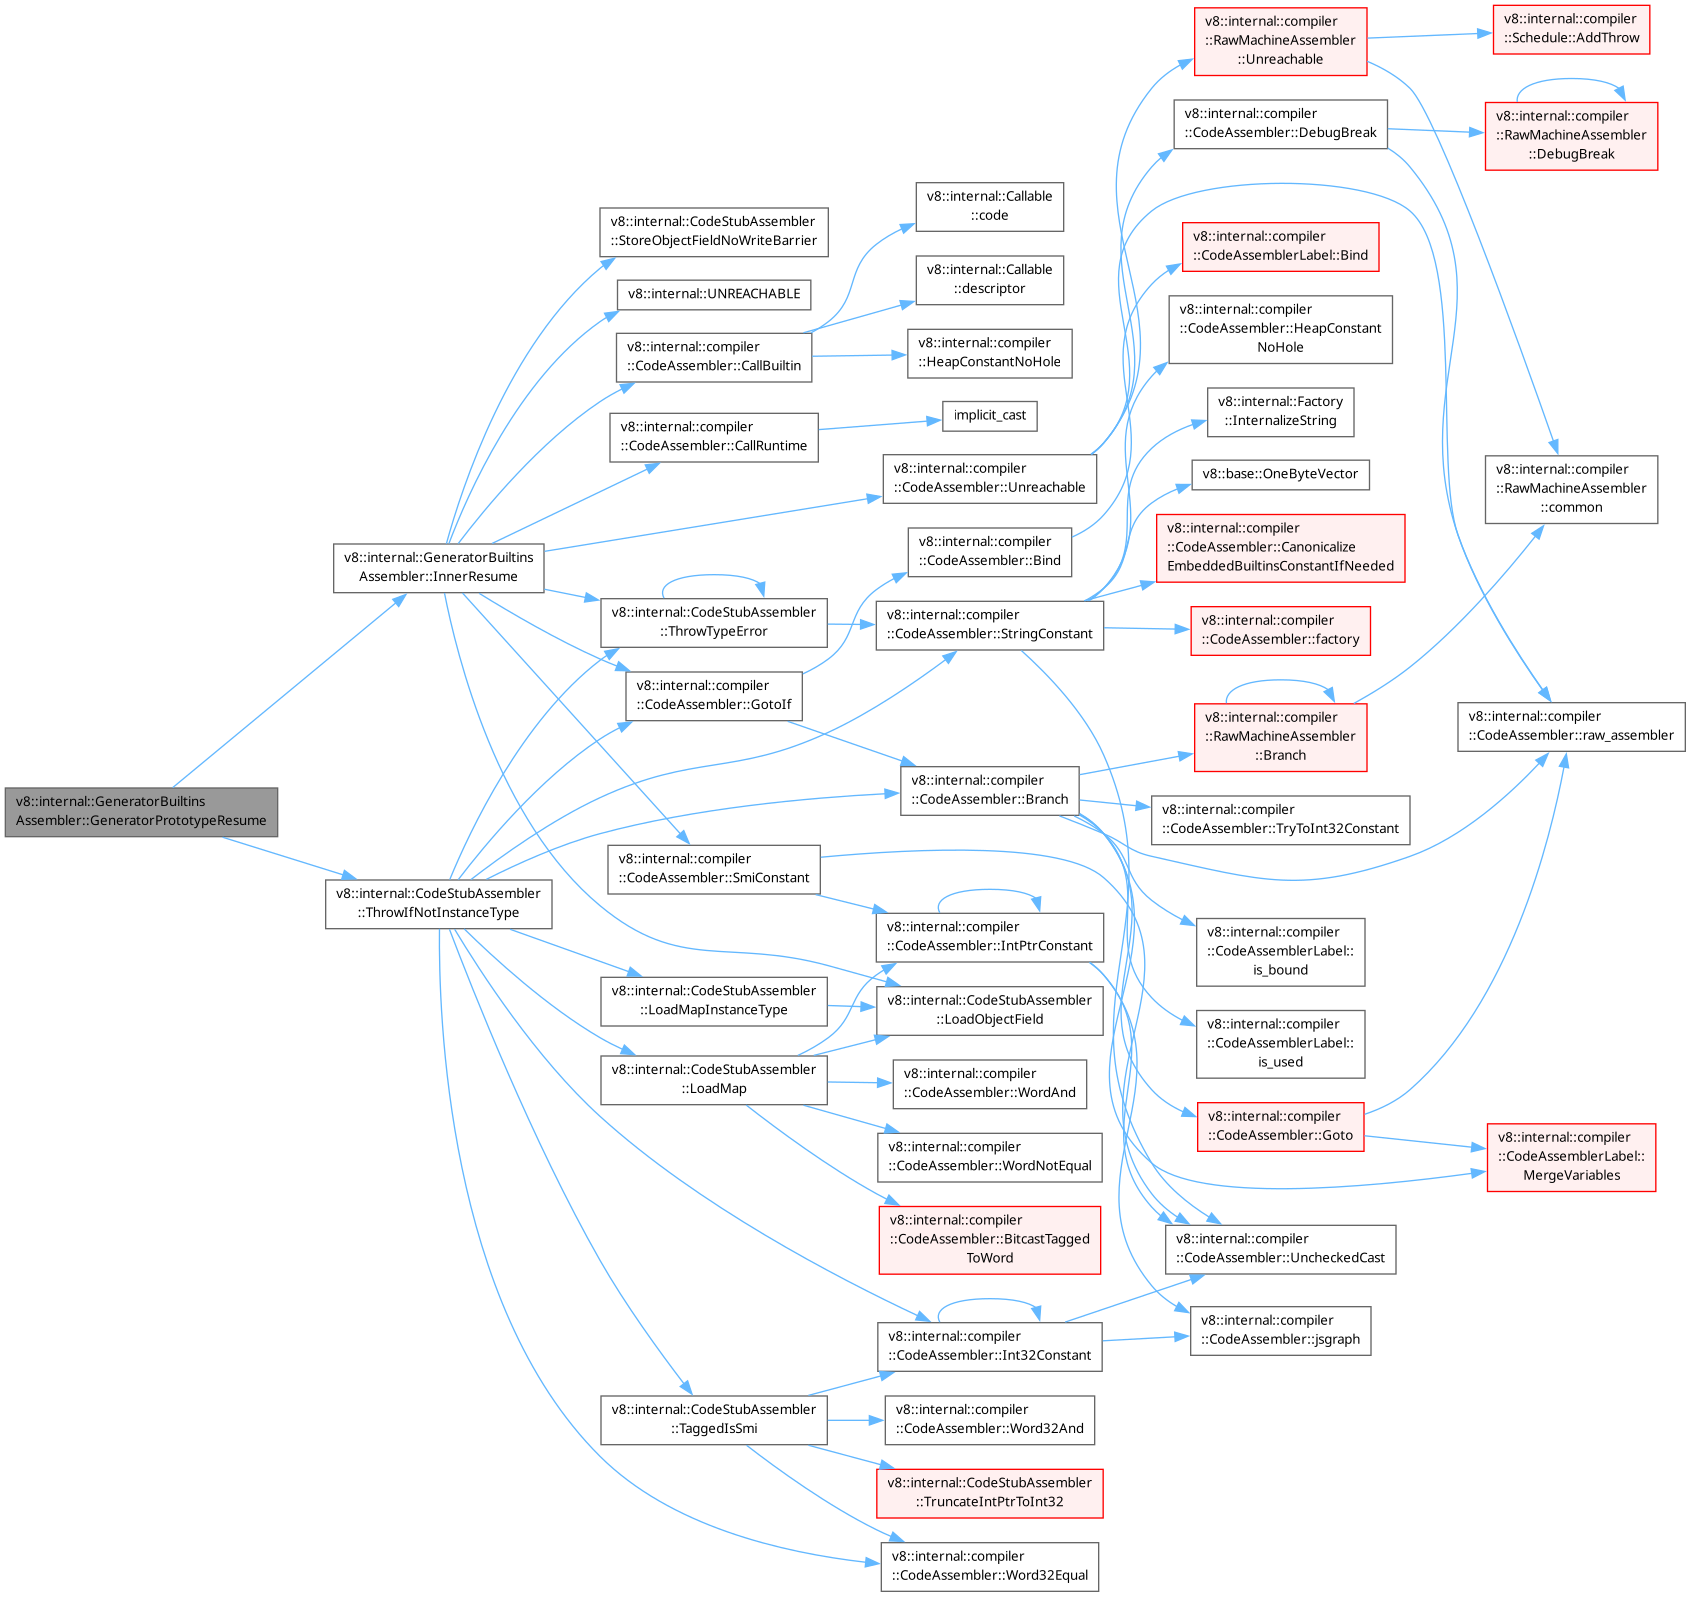 v8::internal::GeneratorBuiltins
Assembler::GeneratorPrototypeResume
v8::internal::GeneratorBuiltins
Assembler::InnerResume
v8::internal::CodeStubAssembler
::ThrowIfNotInstanceType
v8::internal::CodeStubAssembler
::StoreObjectFieldNoWriteBarrier
v8::internal::UNREACHABLE
v8::internal::compiler
::CodeAssembler::CallBuiltin
v8::internal::compiler
::CodeAssembler::CallRuntime
v8::internal::CodeStubAssembler
::ThrowTypeError
v8::internal::compiler
::CodeAssembler::GotoIf
v8::internal::compiler
::CodeAssembler::SmiConstant
v8::internal::CodeStubAssembler
::LoadMapInstanceType
v8::internal::CodeStubAssembler
::LoadMap
v8::internal::CodeStubAssembler
::TaggedIsSmi
v8::internal::Callable
::code
v8::internal::Callable
::descriptor
v8::internal::compiler
::HeapConstantNoHole
implicit_cast
v8::internal::compiler
::CodeAssembler::Unreachable
v8::internal::compiler
::CodeAssembler::Bind
v8::internal::compiler
::CodeAssembler::StringConstant
v8::internal::compiler
::CodeAssembler::Branch
v8::internal::compiler
::CodeAssembler::IntPtrConstant
v8::internal::CodeStubAssembler
::LoadObjectField
v8::internal::compiler
::CodeAssembler::WordAnd
v8::internal::compiler
::CodeAssembler::WordNotEqual
v8::internal::compiler
::CodeAssembler::BitcastTagged
ToWord
v8::internal::compiler
::CodeAssembler::Int32Constant
v8::internal::compiler
::CodeAssembler::Word32And
v8::internal::CodeStubAssembler
::TruncateIntPtrToInt32
v8::internal::compiler
::CodeAssembler::Word32Equal
v8::internal::compiler
::RawMachineAssembler
::Unreachable
v8::internal::compiler
::CodeAssembler::DebugBreak
v8::internal::compiler
::CodeAssemblerLabel::Bind
v8::internal::compiler
::CodeAssembler::HeapConstant
NoHole
v8::internal::Factory
::InternalizeString
v8::base::OneByteVector
v8::internal::compiler
::CodeAssembler::Canonicalize
EmbeddedBuiltinsConstantIfNeeded
v8::internal::compiler
::CodeAssembler::factory
v8::internal::compiler
::RawMachineAssembler
::Branch
v8::internal::compiler
::CodeAssembler::TryToInt32Constant
v8::internal::compiler
::CodeAssemblerLabel::
is_bound
v8::internal::compiler
::CodeAssemblerLabel::
is_used
v8::internal::compiler
::CodeAssembler::Goto
v8::internal::compiler
::CodeAssembler::UncheckedCast
v8::internal::compiler
::CodeAssembler::jsgraph
v8::internal::compiler
::Schedule::AddThrow
v8::internal::compiler
::RawMachineAssembler
::DebugBreak
v8::internal::compiler
::RawMachineAssembler
::common
v8::internal::compiler
::CodeAssembler::raw_assembler
v8::internal::compiler
::CodeAssemblerLabel::
MergeVariables